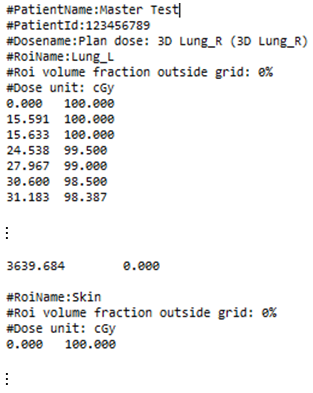 #PatientName:Master Test
#PatientId:123456789
#Dosename:Plan dose: 3D Lung_R (3D Lung_R)
#RoiName:Lung_L
#Roi volume fraction outside grid: 0%
#Dose unit: cGy
0.000 100.000
15.591 100.000
15.633 100.000
24.538 99.500
27.967 99.000
30.600 98.500
31.183 98.387
⋮
3639.684 0.000
#RoiName:Skin
#Roi volume fraction outside grid: 0%
#Dose unit: cGy
0.000 100.000
⋮